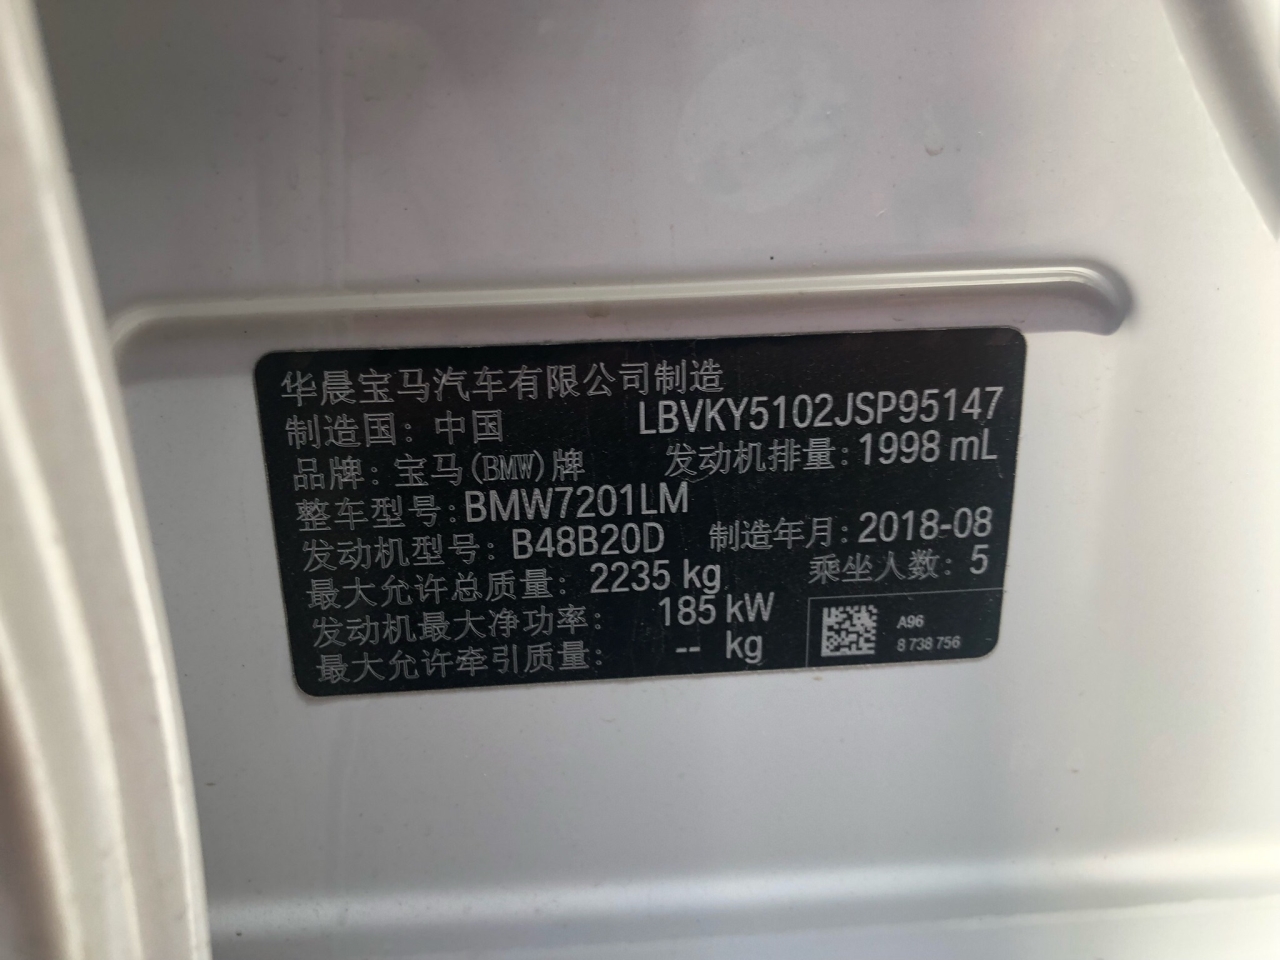 华晨宝马汽车有限公司制造
制造国：中国 LBVKY5102JSP95147
品牌：宝马(BMW)牌 发动机排量：1998 mL
整车型号：BMW7201LM
发动机型号：B48B20D 制造年月：2018-08
最大允许总质量：2235 kg 乘坐人数：5
发动机最大净功率：185 kW
最大允许牵引质量：-- kg
A96
8 738 756